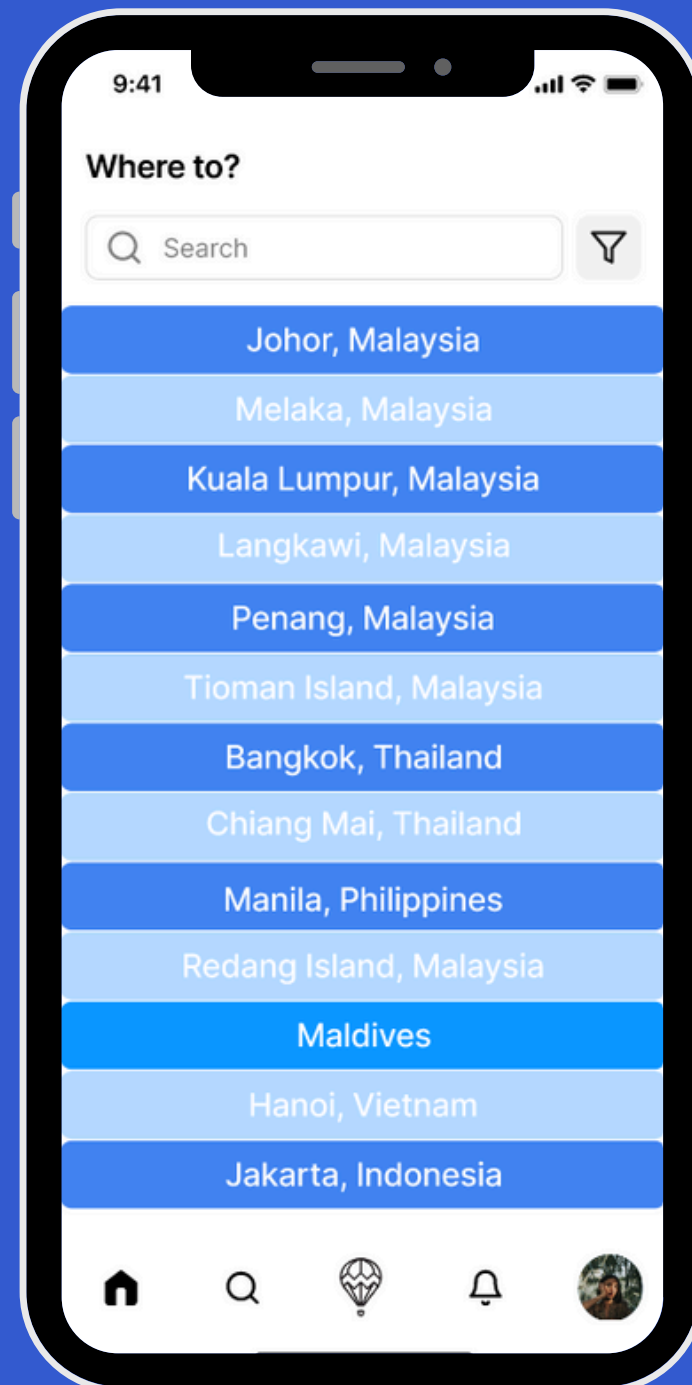 9:41
Where to?
Search
Johor, Malaysia
Melaka, Malaysia
Kuala Lumpur, Malaysia
Langkawi, Malaysia
Penang, Malaysia
Tioman Island, Malaysia
Bangkok, Thailand
Chiang Mai, Thailand
Manila, Philippines
Redang Island, Malaysia
Maldives
Hanoi, Vietnam
Jakarta, Indonesia